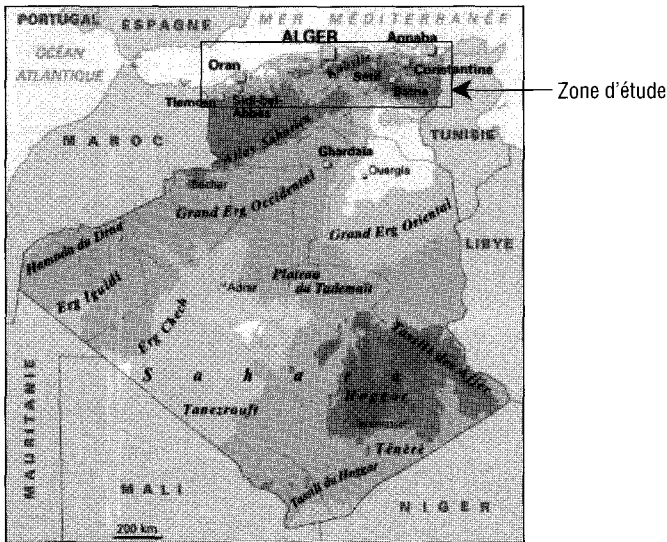 PORTUGAL
ESPAGNE
MER MÉDITERRANÉE
OCÉAN
ATLANTIQUE
ALGER
Annaba
Oran
Kabylie
Constantine
Sétif
Batna
Tlemcen
Sidi-bel-
Abbès
Zone d'étude
MAROC
TUNISIE
Atlas Saharien
Ghardaïa
Ouargla
Béchar
Grand Erg Occidental
Grand Erg Oriental
LIBYE
Hamada du Draa
Erg Iguidi
Erg Chech
Adrar
Plateau
du Tademaït
Tassili des Ajjer
Sahara
Hoggar
Tanezrouft
Tamanrasset
Ténéré
Tassili du Hoggar
MAURITANIE
MALI
NIGER
200 km